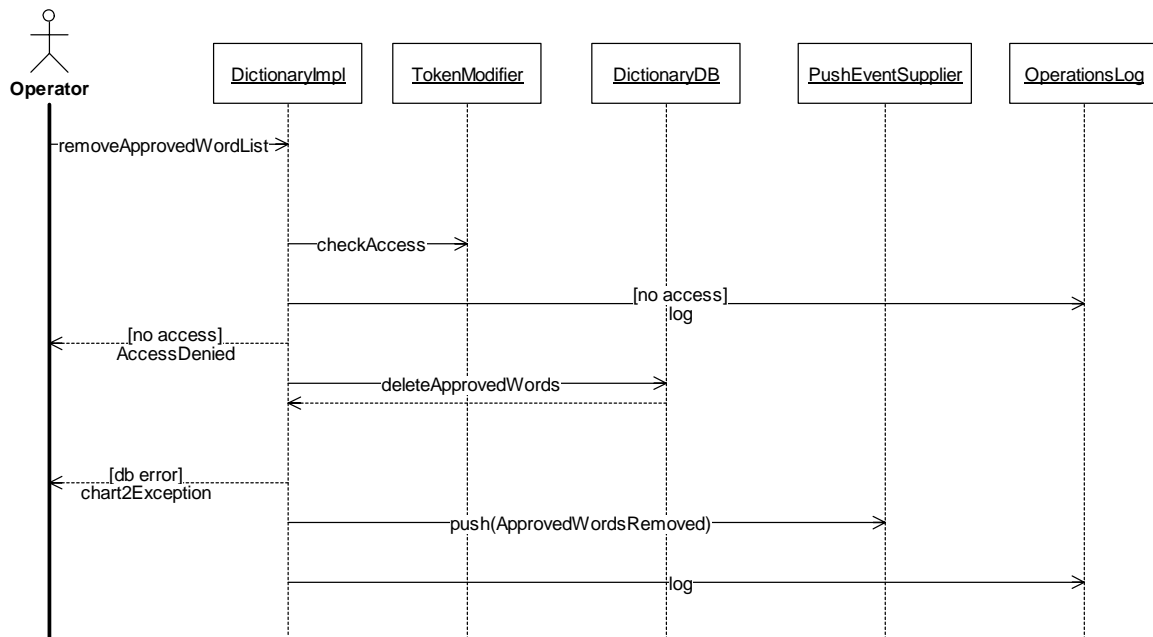 Operator
DictionaryImpl
TokenModifier
DictionaryDB
PushEventSupplier
OperationsLog
removeApprovedWordList
checkAccess
[no access]
log
[no access]
AccessDenied
deleteApprovedWords
[db error]
chart2Exception
push(ApprovedWordsRemoved)
log